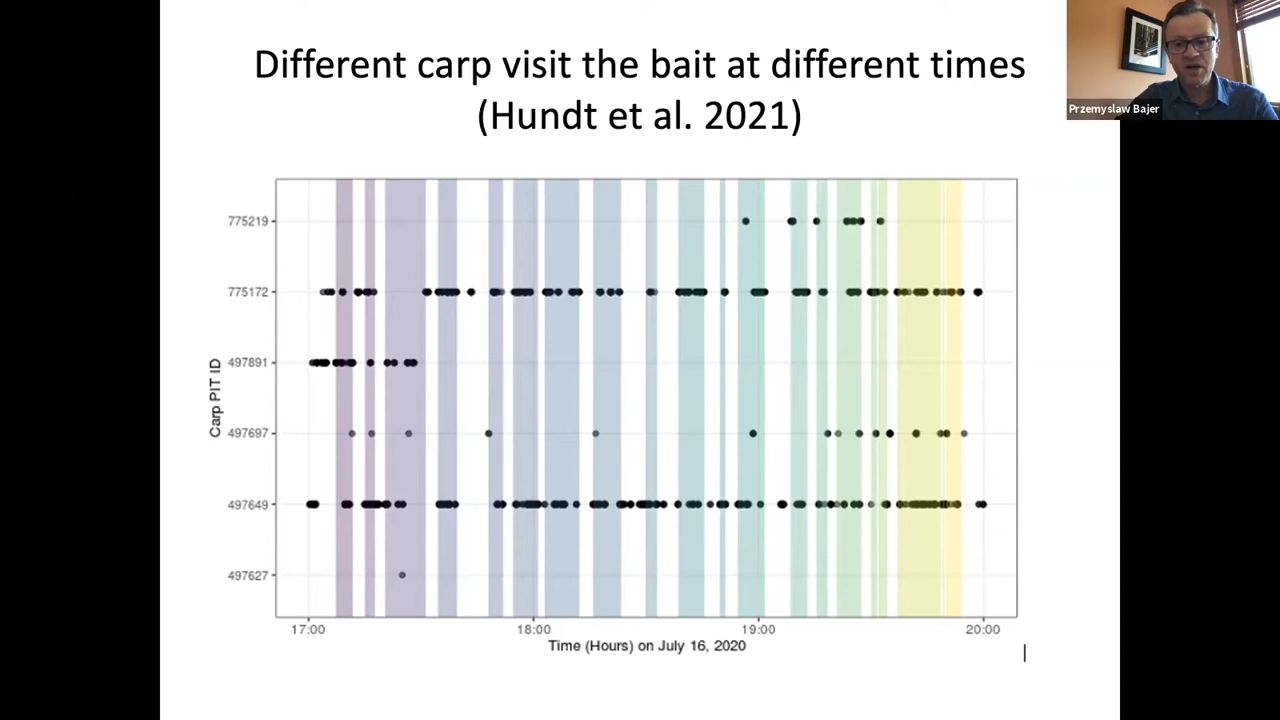 Different carp visit the bait at different times
(Hundt et al. 2021)
Przemyslaw Bajer
775219
775172
497891
Carp PIT ID
497697
497649
497627
17:00 18:00 19:00 20:00
Time (Hours) on July 16, 2020